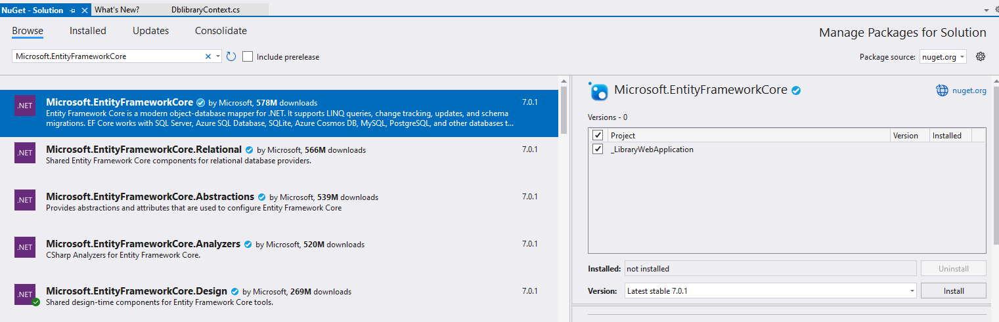 NuGet - Solution
What's New?
DblibraryContext.cs
Browse
Installed
Updates
Consolidate
Manage Packages for Solution
Microsoft.EntityFrameworkCore
Include prerelease
Package source:
nuget.org
.NET
Microsoft.EntityFrameworkCore by Microsoft, 578M downloads
7.0.1
Entity Framework Core is a modern object-database mapper for .NET. It supports LINQ queries, change tracking, updates, and schema
migrations. EF Core works with SQL Server, Azure SQL Database, SQLite, Azure Cosmos DB, MySQL, PostgreSQL, and other databases t...
.NET
Microsoft.EntityFrameworkCore.Relational by Microsoft, 566M downloads
7.0.1
Shared Entity Framework Core components for relational database providers.
.NET
Microsoft.EntityFrameworkCore.Abstractions by Microsoft, 539M downloads
7.0.1
Provides abstractions and attributes that are used to configure Entity Framework Core
.NET
Microsoft.EntityFrameworkCore.Analyzers by Microsoft, 520M downloads
7.0.1
CSharp Analyzers for Entity Framework Core.
.NET
Microsoft.EntityFrameworkCore.Design by Microsoft, 269M downloads
7.0.1
Shared design-time components for Entity Framework Core tools.
Microsoft.EntityFrameworkCore
nuget.org
Versions - 0
Project
Version
Installed
_LibraryWebApplication
Installed:
not installed
Uninstall
Version:
Latest stable 7.0.1
Install